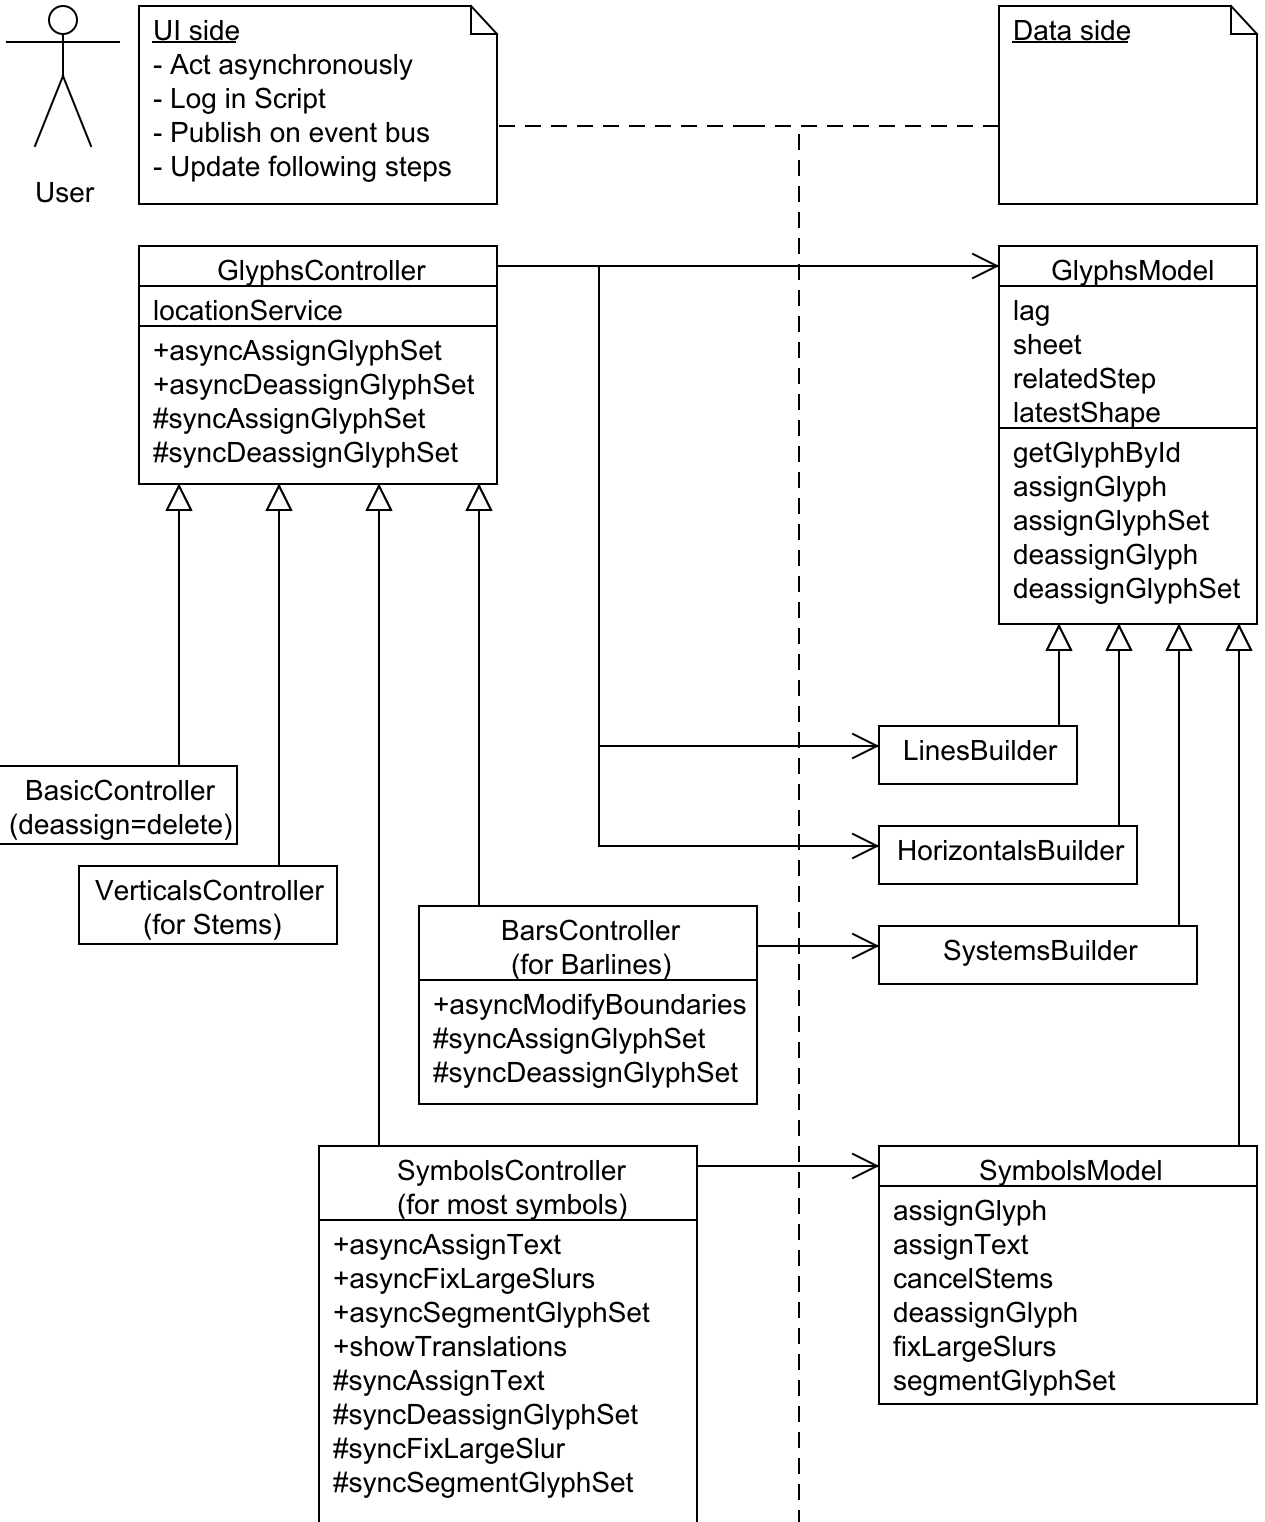 User
UI side
- Act asynchronously
- Log in Script
- Publish on event bus
- Update following steps
Data side
GlyphsController
locationService
+asyncAssignGlyphSet
+asyncDeassignGlyphSet
#syncAssignGlyphSet
#syncDeassignGlyphSet
GlyphsModel
lag
sheet
relatedStep
latestShape
getGlyphById
assignGlyph
assignGlyphSet
deassignGlyph
deassignGlyphSet
BasicController
(deassign=delete)
VerticalsController
(for Stems)
LinesBuilder
HorizontalsBuilder
BarsController
(for Barlines)
+asyncModifyBoundaries
#syncAssignGlyphSet
#syncDeassignGlyphSet
SystemsBuilder
SymbolsController
(for most symbols)
+asyncAssignText
+asyncFixLargeSlurs
+asyncSegmentGlyphSet
+showTranslations
#syncAssignText
#syncDeassignGlyphSet
#syncFixLargeSlur
#syncSegmentGlyphSet
SymbolsModel
assignGlyph
assignText
cancelStems
deassignGlyph
fixLargeSlurs
segmentGlyphSet